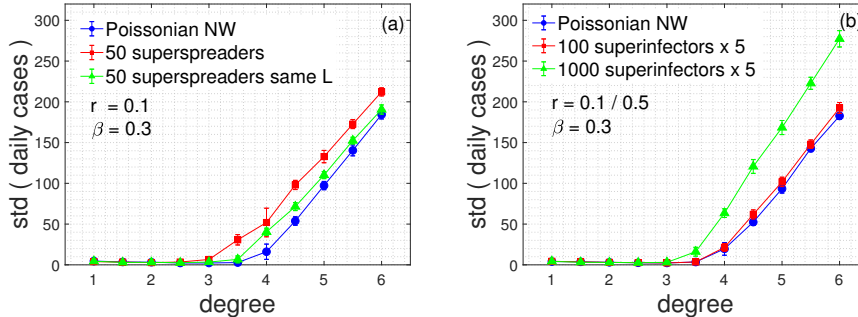 (a)
Poissonian NW
50 superspreaders
50 superspreaders same L
r = 0.1
β = 0.3
300
250
200
150
100
50
0
std ( daily cases )
1 2 3 4 5 6
degree
(b)
Poissonian NW
100 superinfectors x 5
1000 superinfectors x 5
r = 0.1 / 0.5
β = 0.3
300
250
200
150
100
50
0
std ( daily cases )
1 2 3 4 5 6
degree